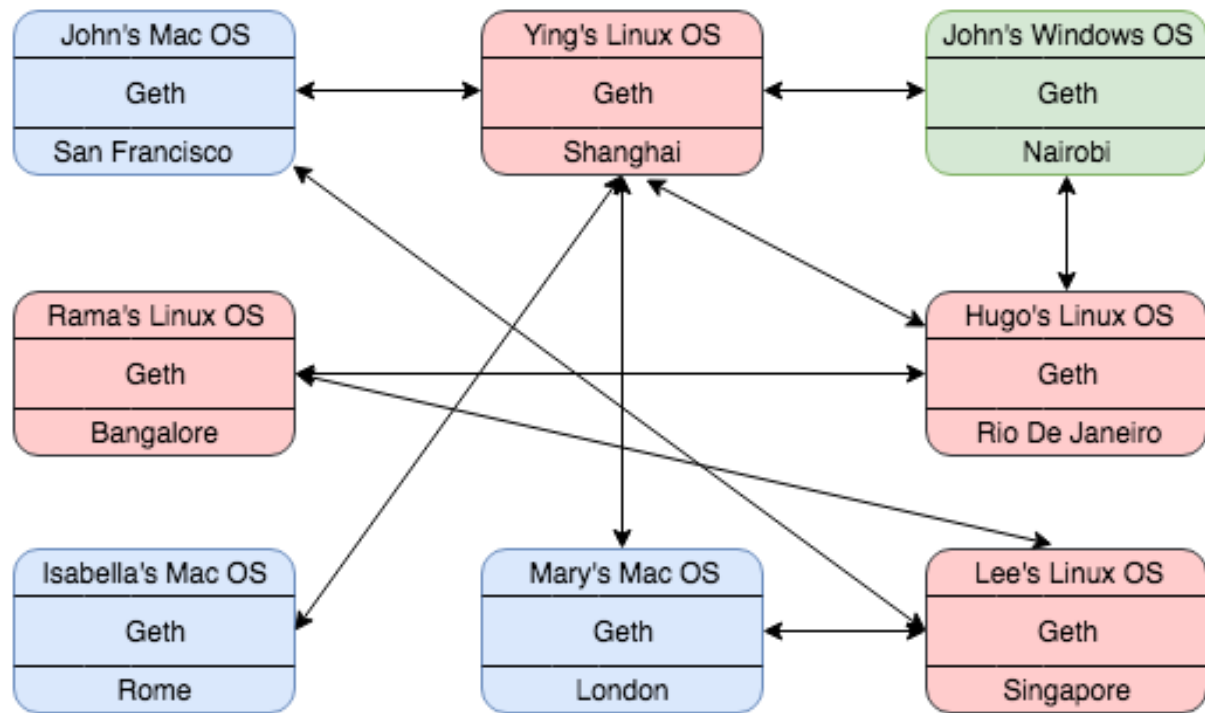 John's Mac OS
Geth
San Francisco
Ying's Linux OS
Geth
Shanghai
John's Windows OS
Geth
Nairobi
Rama's Linux OS
Geth
Bangalore
Hugo's Linux OS
Geth
Rio De Janeiro
Isabella's Mac OS
Geth
Rome
Mary's Mac OS
Geth
London
Lee's Linux OS
Geth
Singapore